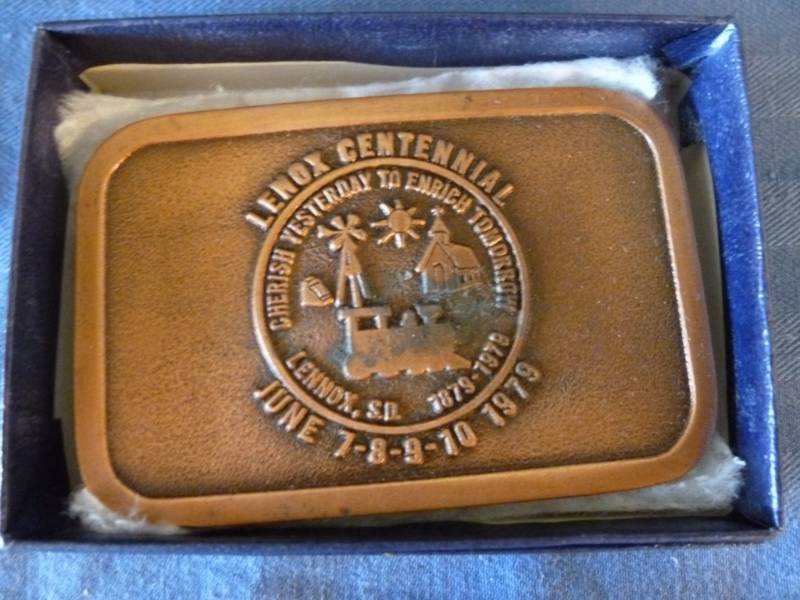 LENOX CENTENNIAL
CHERISH YESTERDAY TO ENRICH TOMORROW
LENNOX, S.D. 1879-1979
JUNE 7-8-9-10 1979